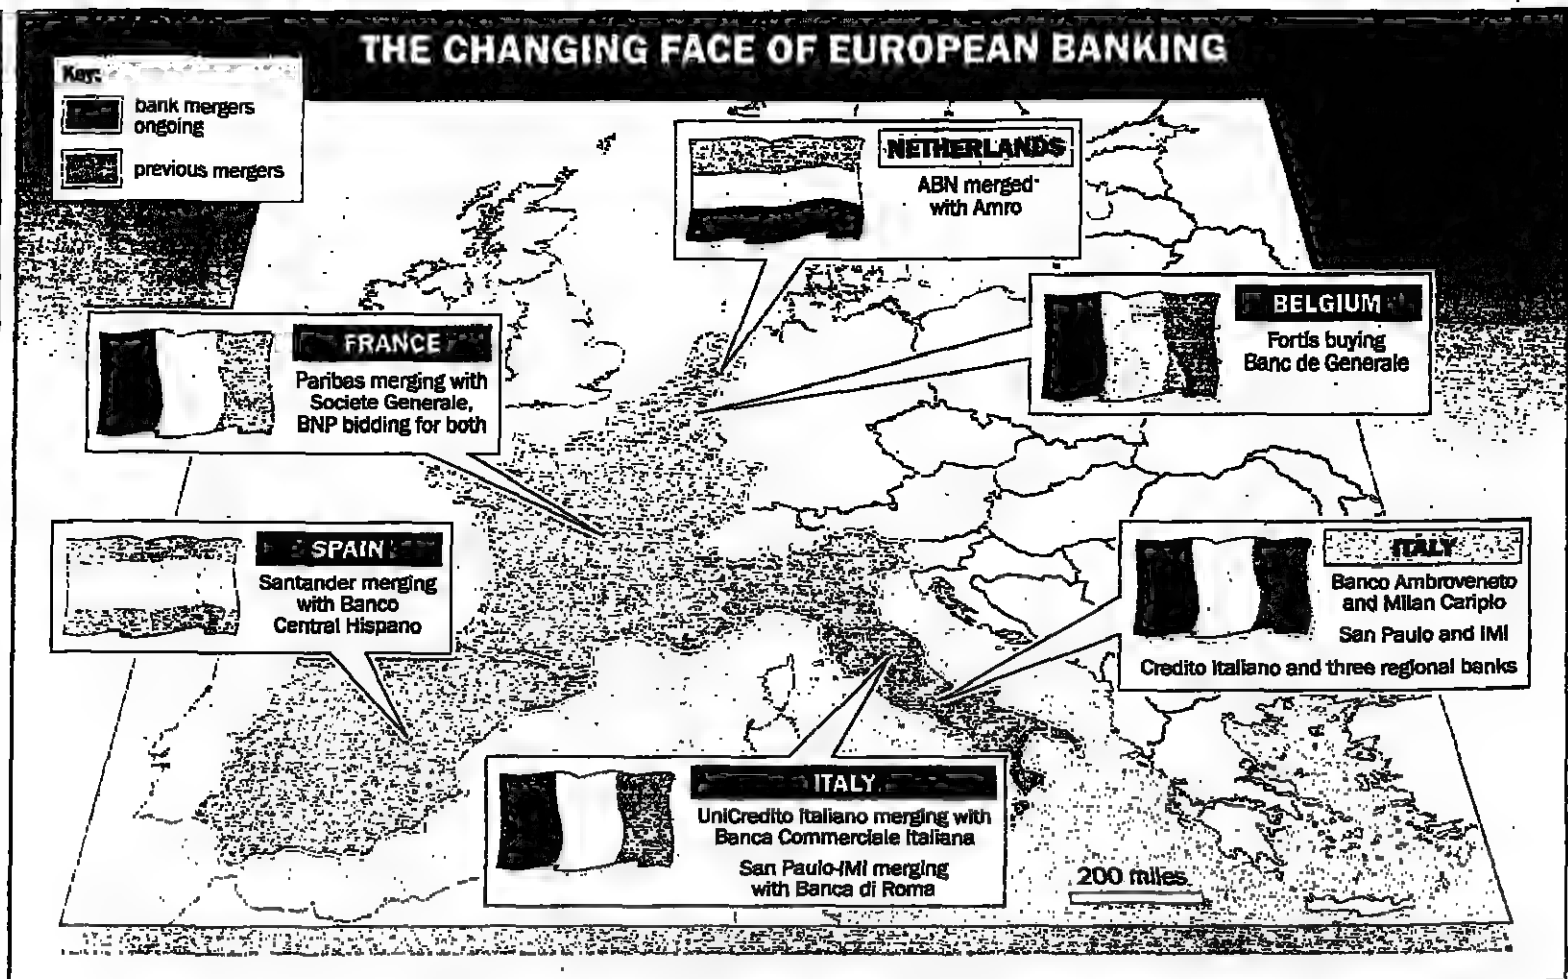 THE CHANGING FACE OF EUROPEAN BANKING
Key:
bank mergers
ongoing
previous mergers
NETHERLANDS
ABN merged
with Amro
BELGIUM
Fortis buying
Banc de Generale
FRANCE
Paribas merging with
Societe Generale,
BNP bidding for both
SPAIN
Santander merging
with Banco
Central Hispano
ITALY
Banco Ambroveneto
and Milan Cariplo
San Paulo and IMI
Credito Italiano and three regional banks
ITALY
UniCredito Italiano merging with
Banca Commerciale Italiana
San Paulo-IMI merging
with Banca di Roma
200 miles